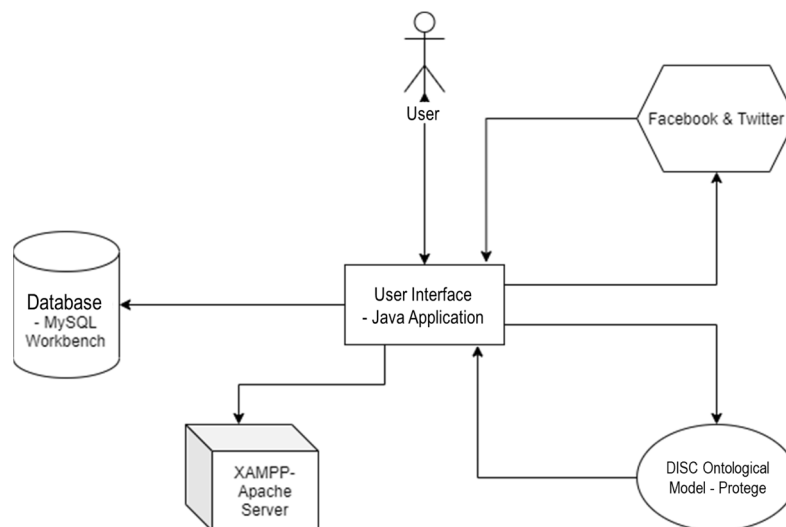 User
Facebook & Twitter
User Interface
- Java Application
Database
- MySQL
Workbench
XAMPP-
Apache
Server
DISC Ontological
Model - Protege